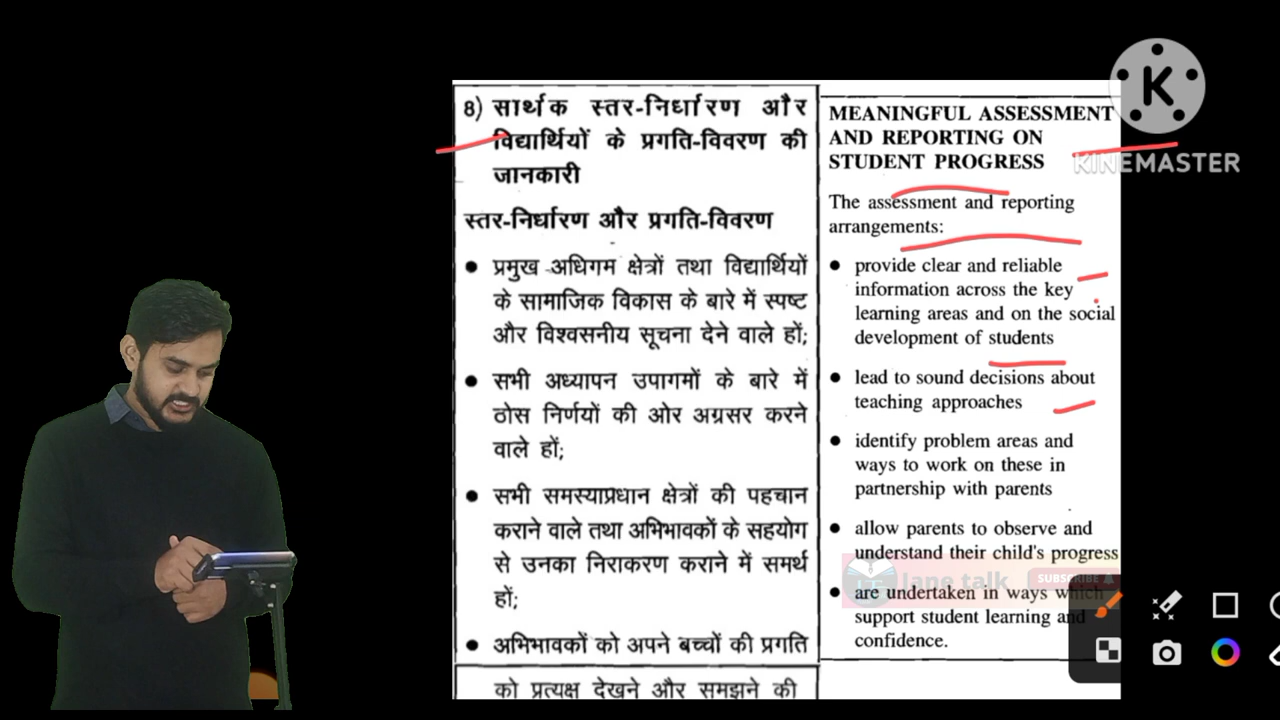 8) सार्थक स्तर-निर्धारण और
विद्यार्थियों के प्रगति-विवरण की
जानकारी
स्तर-निर्धारण और प्रगति-विवरण
● प्रमुख अधिगम क्षेत्रों तथा विद्यार्थियों
के सामाजिक विकास के बारे में स्पष्ट
और विश्वसनीय सूचना देने वाले हों;
● सभी अध्यापन उपागमों के बारे में
ठोस निर्णयों की ओर अग्रसर करने
वाले हों;
● सभी समस्याप्रधान क्षेत्रों की पहचान
कराने वाले तथा अभिभावकों के सहयोग
से उनका निराकरण कराने में समर्थ
हों;
● अभिभावकों को अपने बच्चों की प्रगति
को प्रत्यक्ष देखने और समझने की
MEANINGFUL ASSESSMENT
AND REPORTING ON
STUDENT PROGRESS
The assessment and reporting
arrangements:
● provide clear and reliable
information across the key
learning areas and on the social
development of students
● lead to sound decisions about
teaching approaches
● identify problem areas and
ways to work on these in
partnership with parents
● allow parents to observe and
understand their child's progress
● are undertaken in ways which
support student learning and
confidence.
K
KINEMASTER
lane talk
SUBSCRIBE